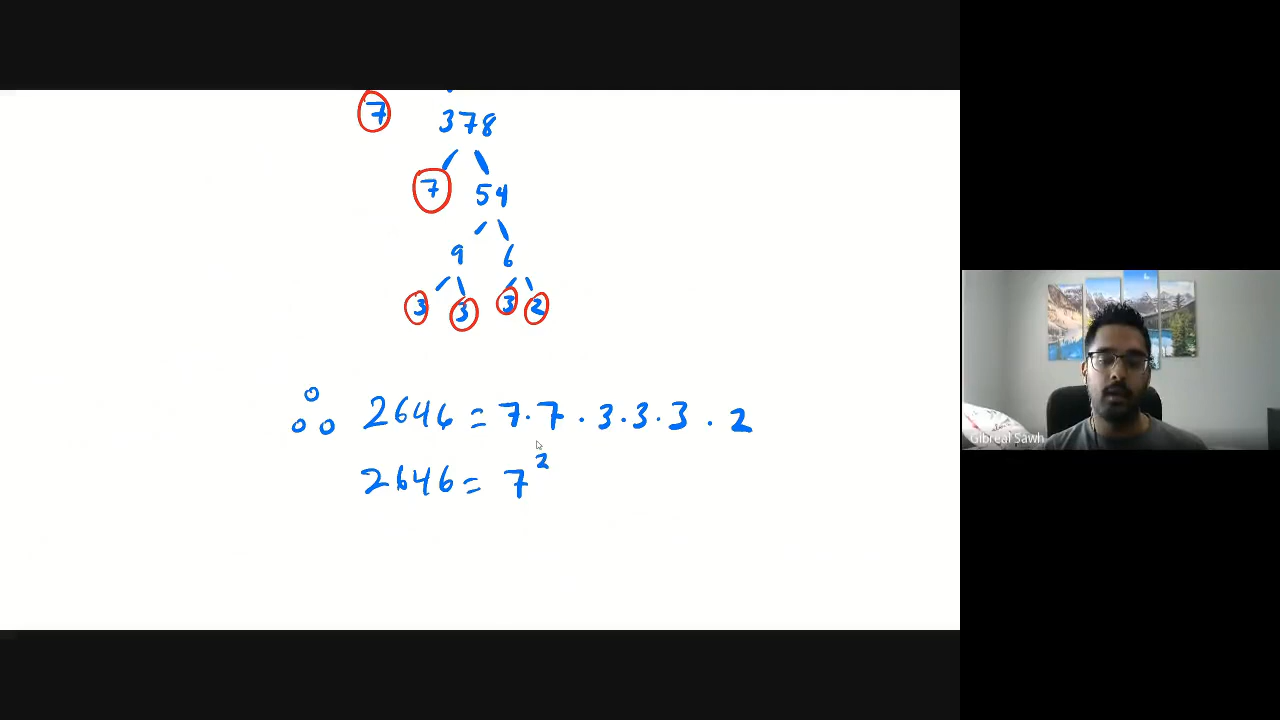 7 378
7 54
9 6
3 3 3 2
∴ 2646 = 7 · 7 · 3 · 3 · 3 · 2
2646 = 7²
Gibreal Sawh